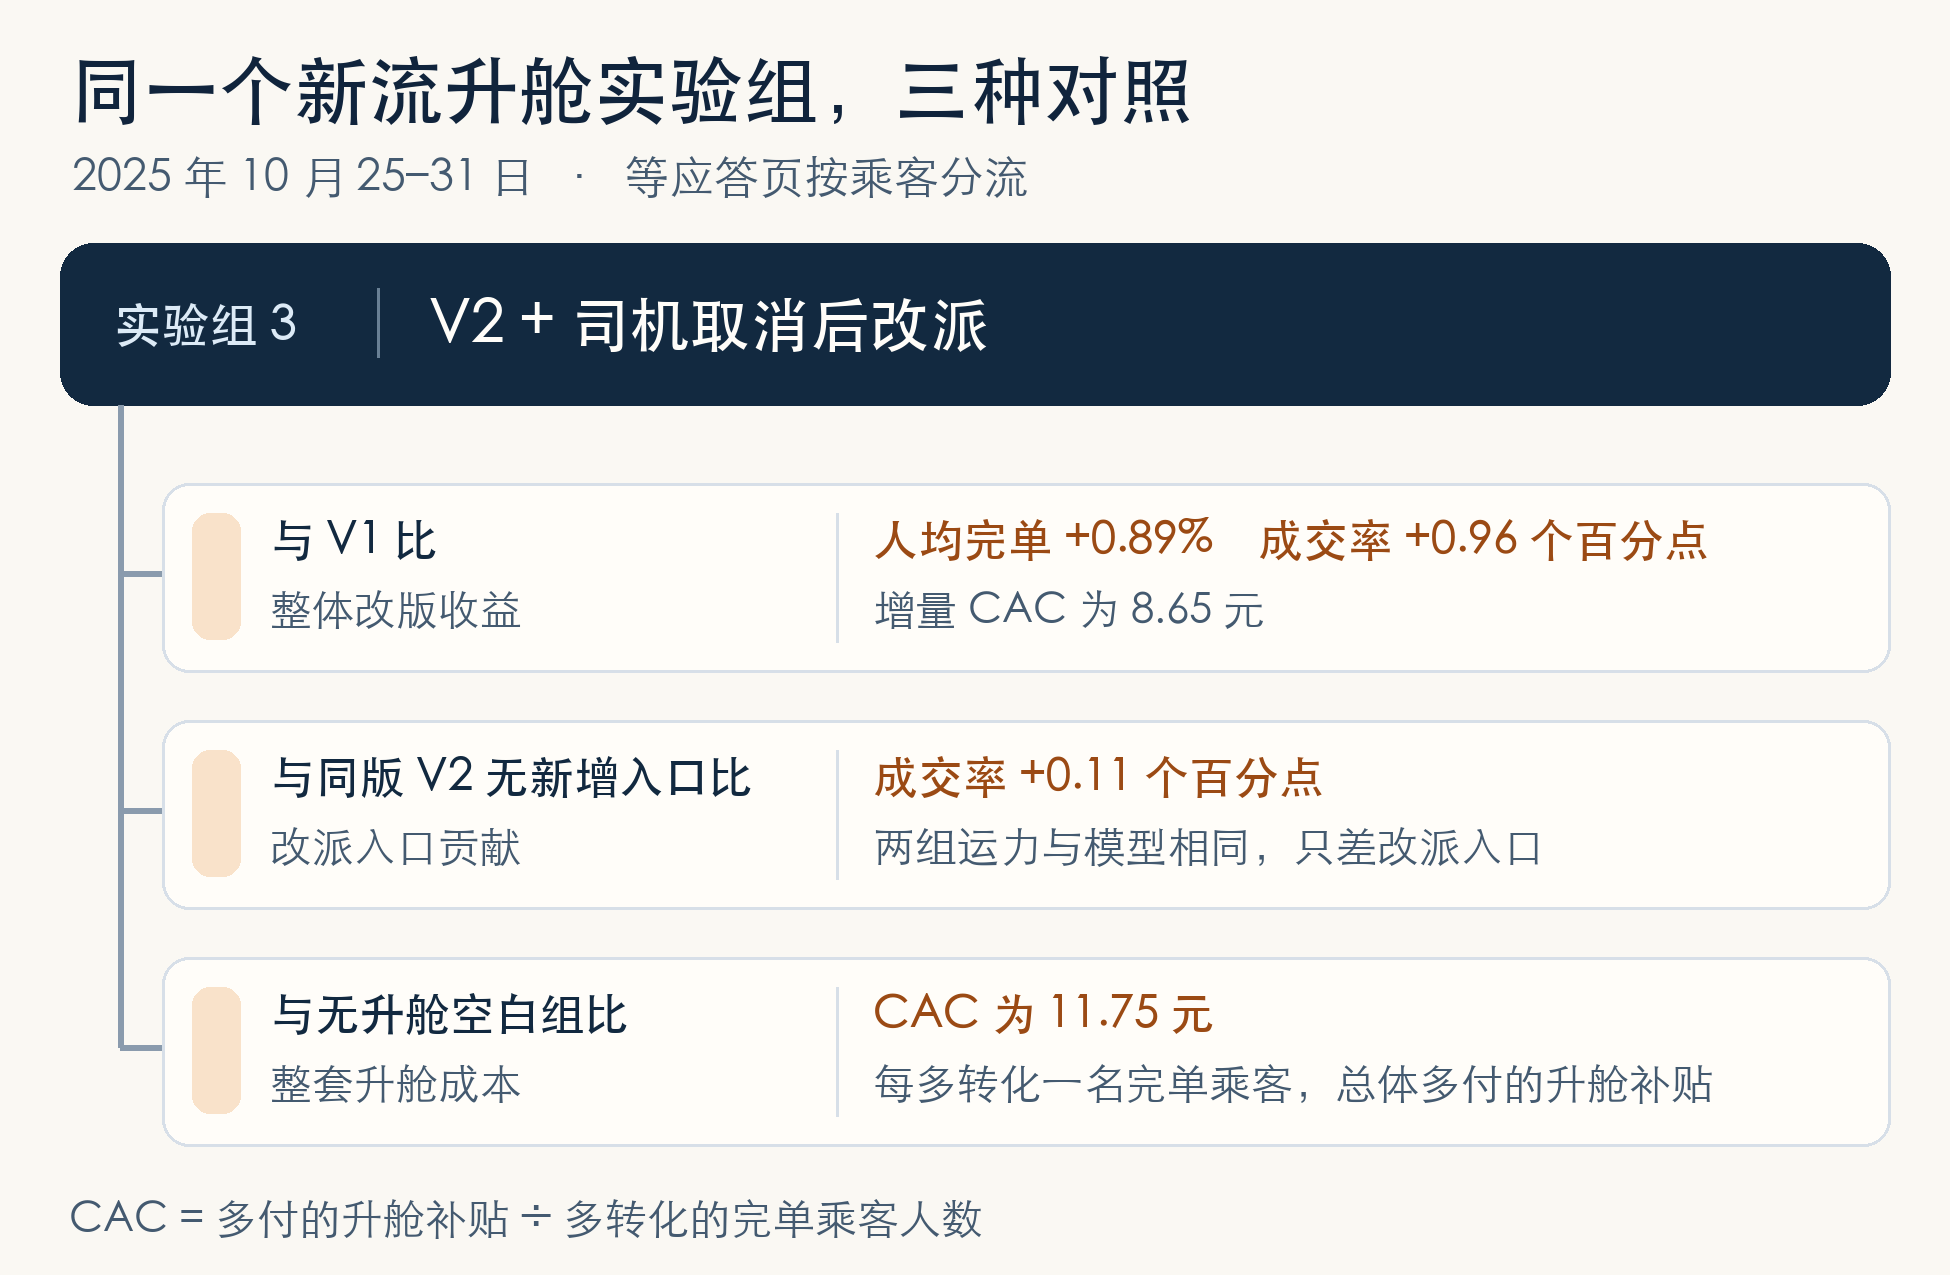 同一个新流升舱实验组，三种对照
2025 年 10 月 25–31 日 · 等应答页按乘客分流
实验组 3
V2 + 司机取消后改派
与 V1 比
人均完单 +0.89% 成交率 +0.96 个百分点
整体改版收益
增量 CAC 为 8.65 元
与同版 V2 无新增入口比
成交率 +0.11 个百分点
改派入口贡献
两组运力与模型相同，只差改派入口
与无升舱空白组比
CAC 为 11.75 元
整套升舱成本
每多转化一名完单乘客，总体多付的升舱补贴
CAC = 多付的升舱补贴 ÷ 多转化的完单乘客人数